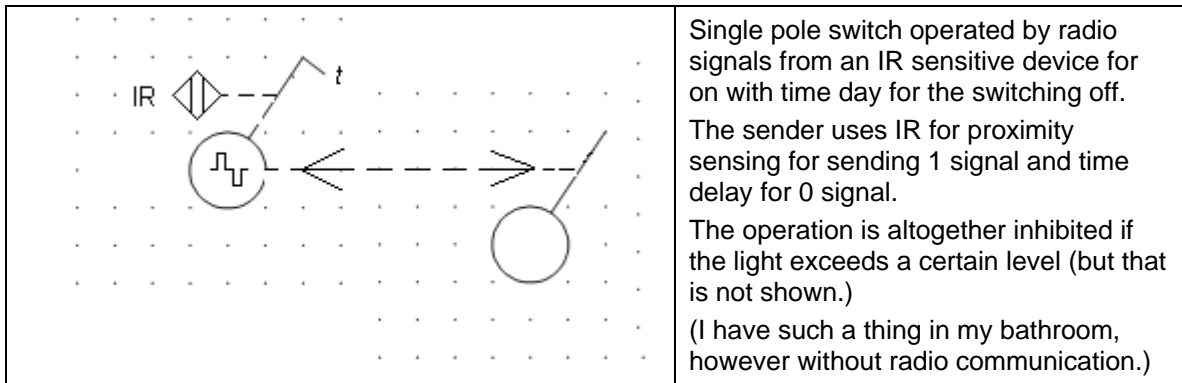 IR
t
Single pole switch operated by radio
signals from an IR sensitive device for
on with time day for the switching off.
The sender uses IR for proximity
sensing for sending 1 signal and time
delay for 0 signal.
The operation is altogether inhibited if
the light exceeds a certain level (but that
is not shown.)
(I have such a thing in my bathroom,
however without radio communication.)